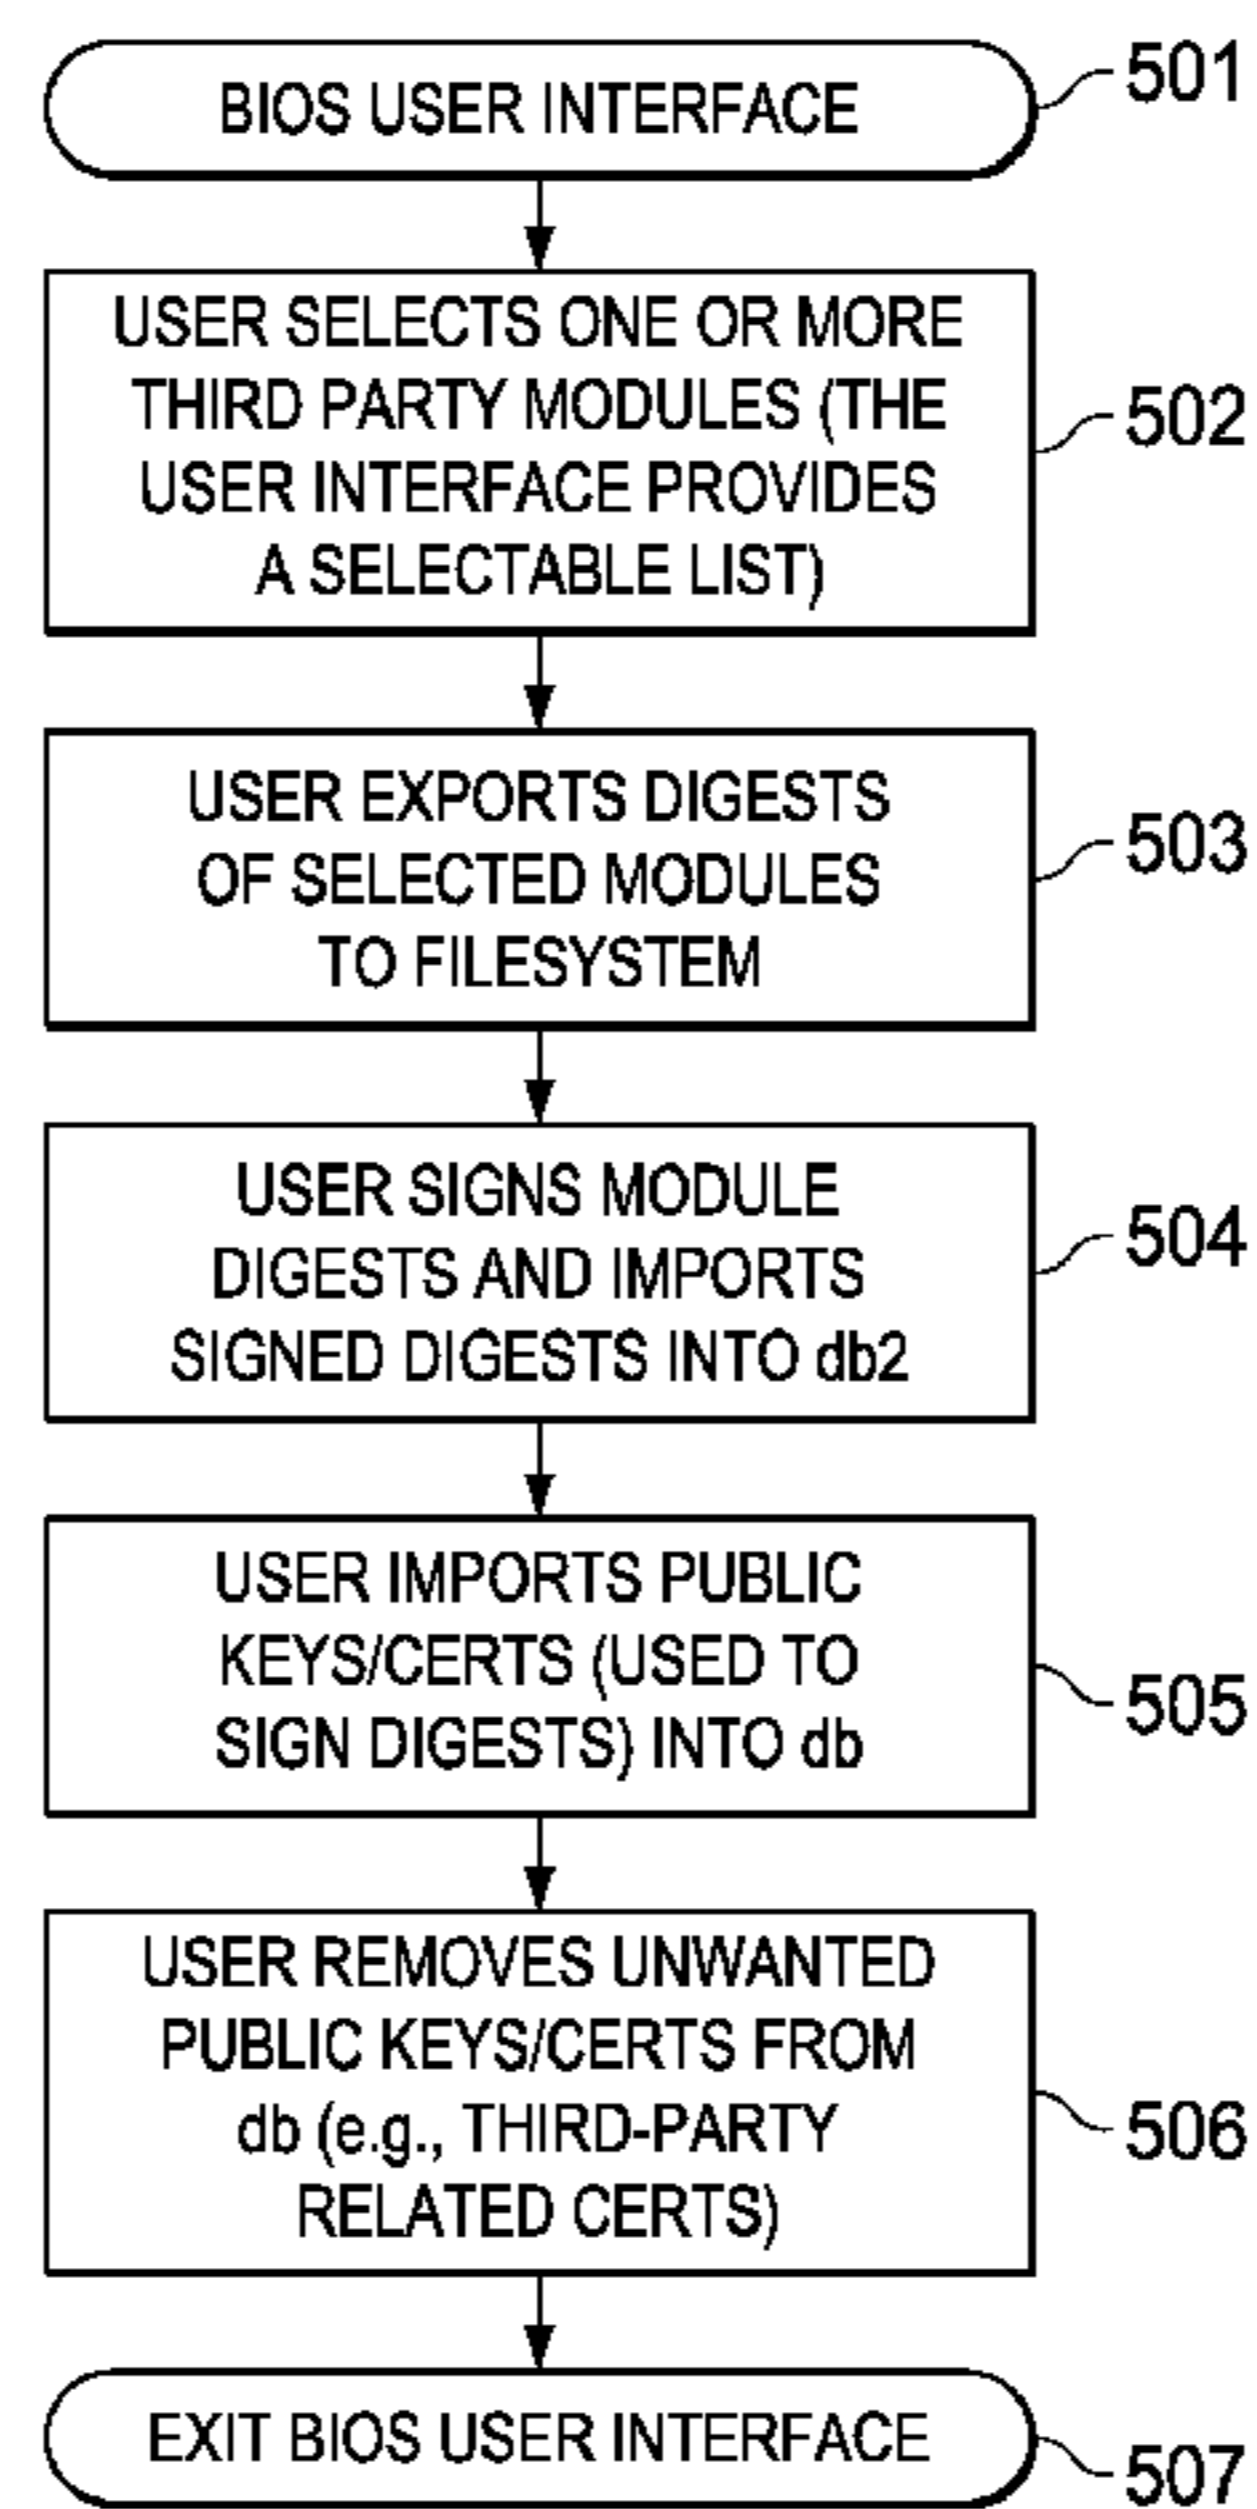 BIOS USER INTERFACE
501
USER SELECTS ONE OR MORE
THIRD PARTY MODULES (THE
USER INTERFACE PROVIDES
A SELECTABLE LIST)
502
USER EXPORTS DIGESTS
OF SELECTED MODULES
TO FILESYSTEM
503
USER SIGNS MODULE
DIGESTS AND IMPORTS
SIGNED DIGESTS INTO db2
504
USER IMPORTS PUBLIC
KEYS/CERTS (USED TO
SIGN DIGESTS) INTO db
505
USER REMOVES UNWANTED
PUBLIC KEYS/CERTS FROM
db (e.g., THIRD-PARTY
RELATED CERTS)
506
EXIT BIOS USER INTERFACE
507